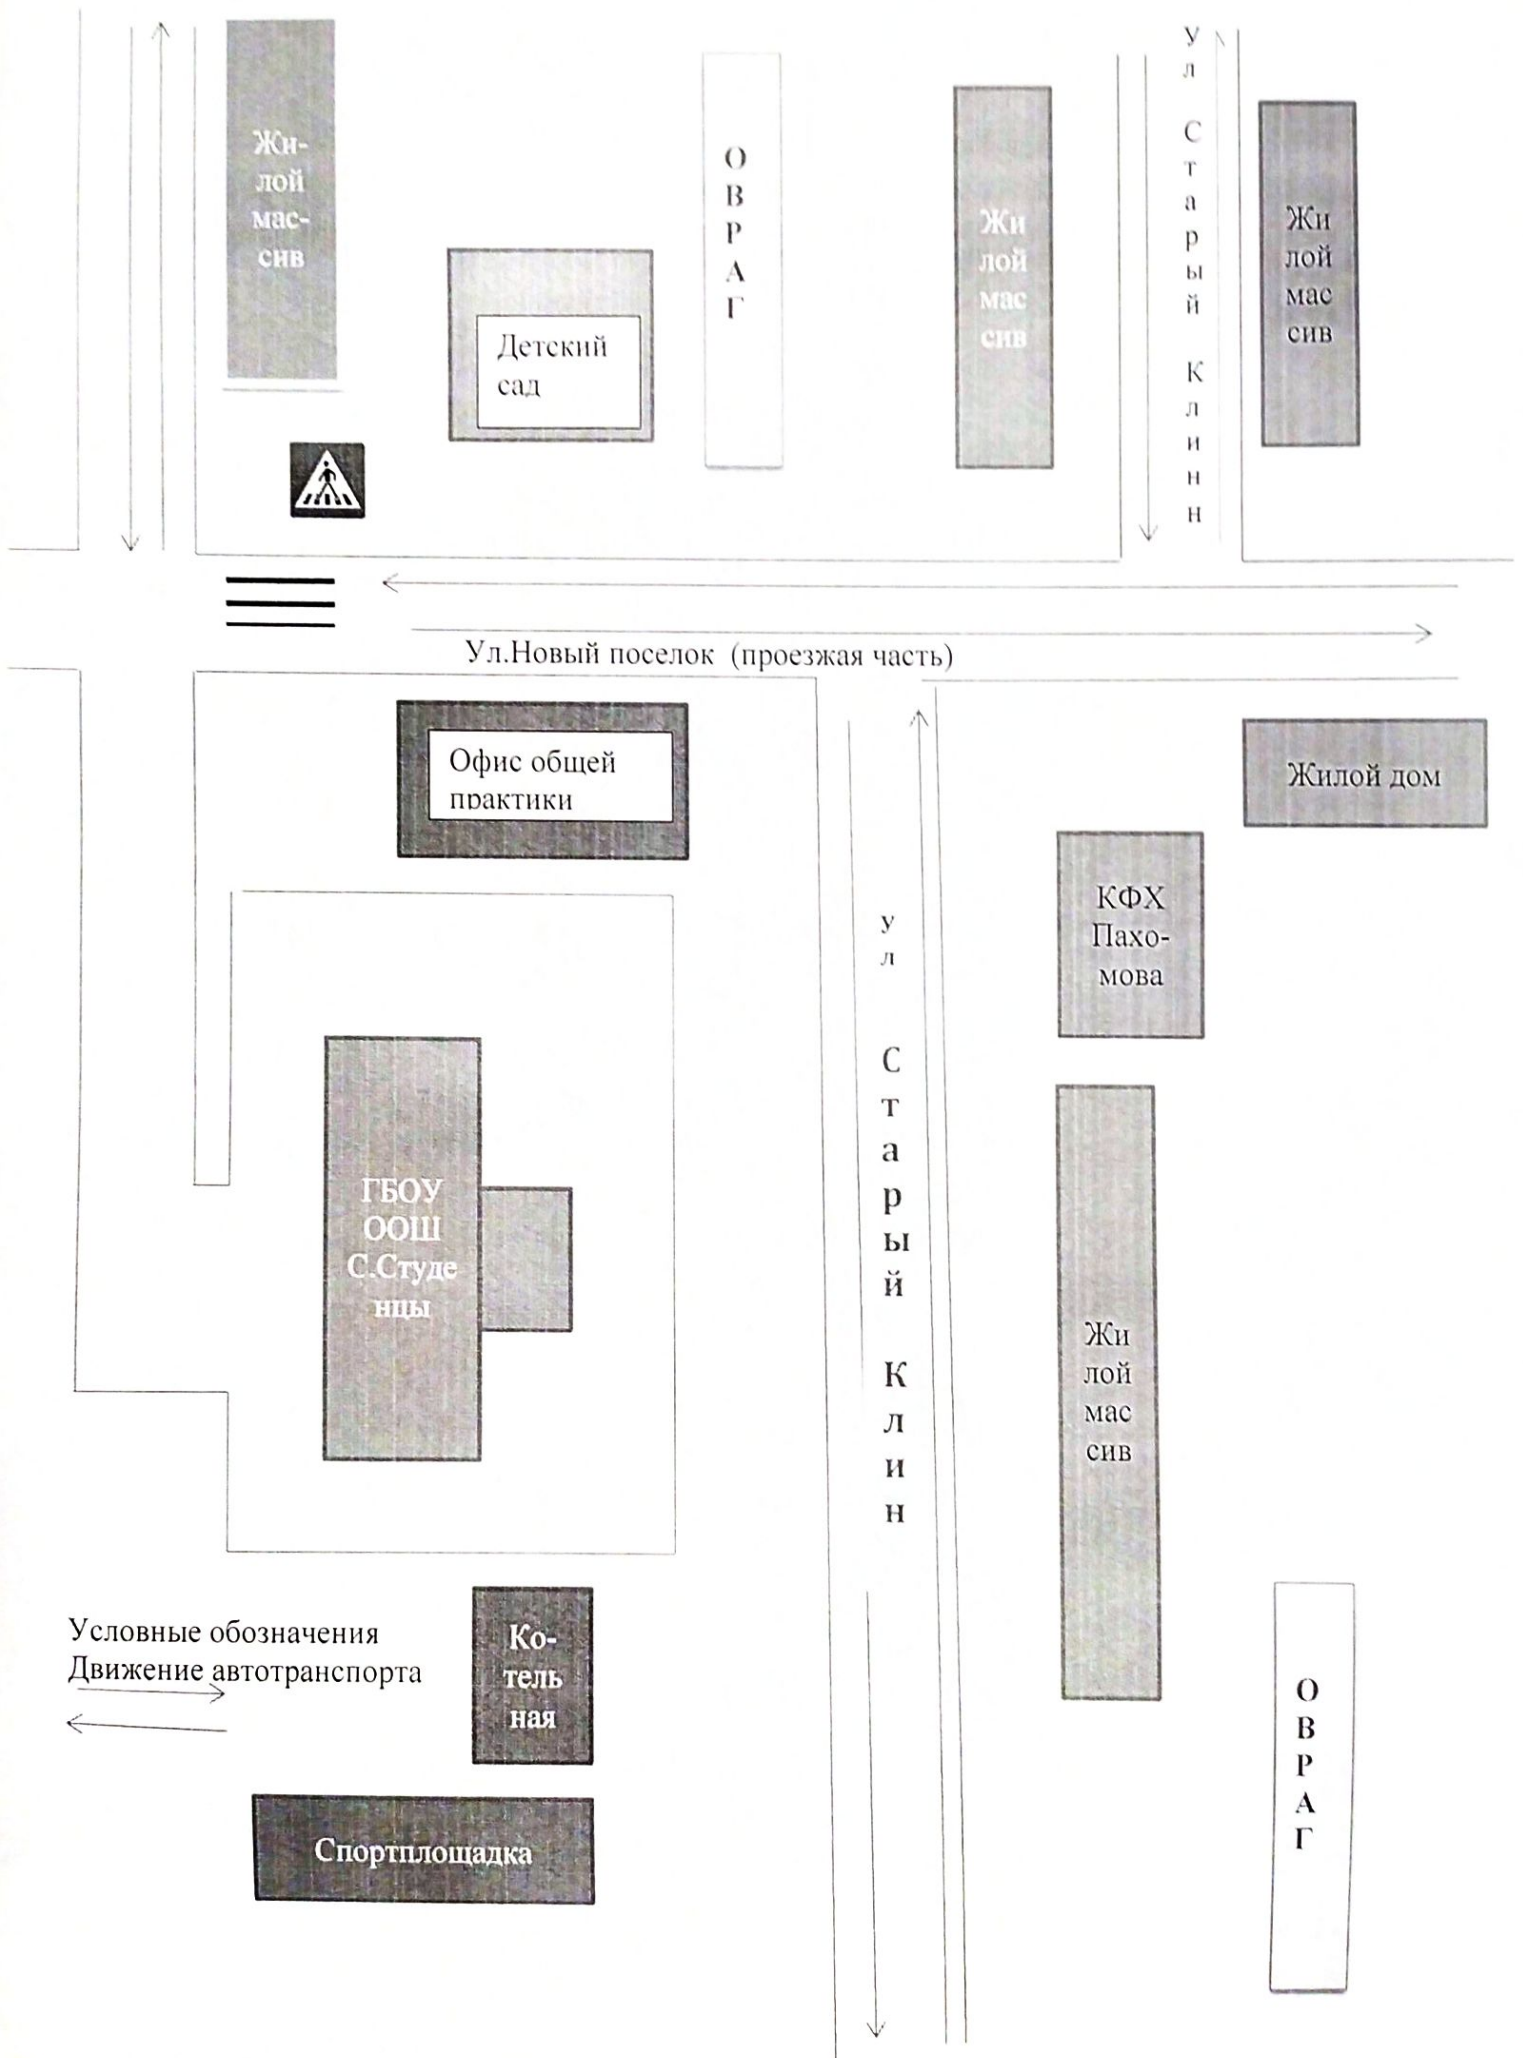 Жи-
лой
мас-
сив
Детский
сад
О
В
Р
А
Г
Жи
лой
мас
сив
У
л
С
т
а
р
ы
й
К
л
и
н
н
Жи
лой
мас
сив
Ул.Новый поселок (проезжая часть)
Офис общей
практики
Жилой дом
КФХ
Пахо-
мова
у
л
С
т
а
р
ы
й
К
л
и
н
ГБОУ
ООШ
С.Студе
нцы
Жи
лой
мас
сив
Условные обозначения
Движение автотранспорта
Ко-
тель
ная
Спортплощадка
О
В
Р
А
Г